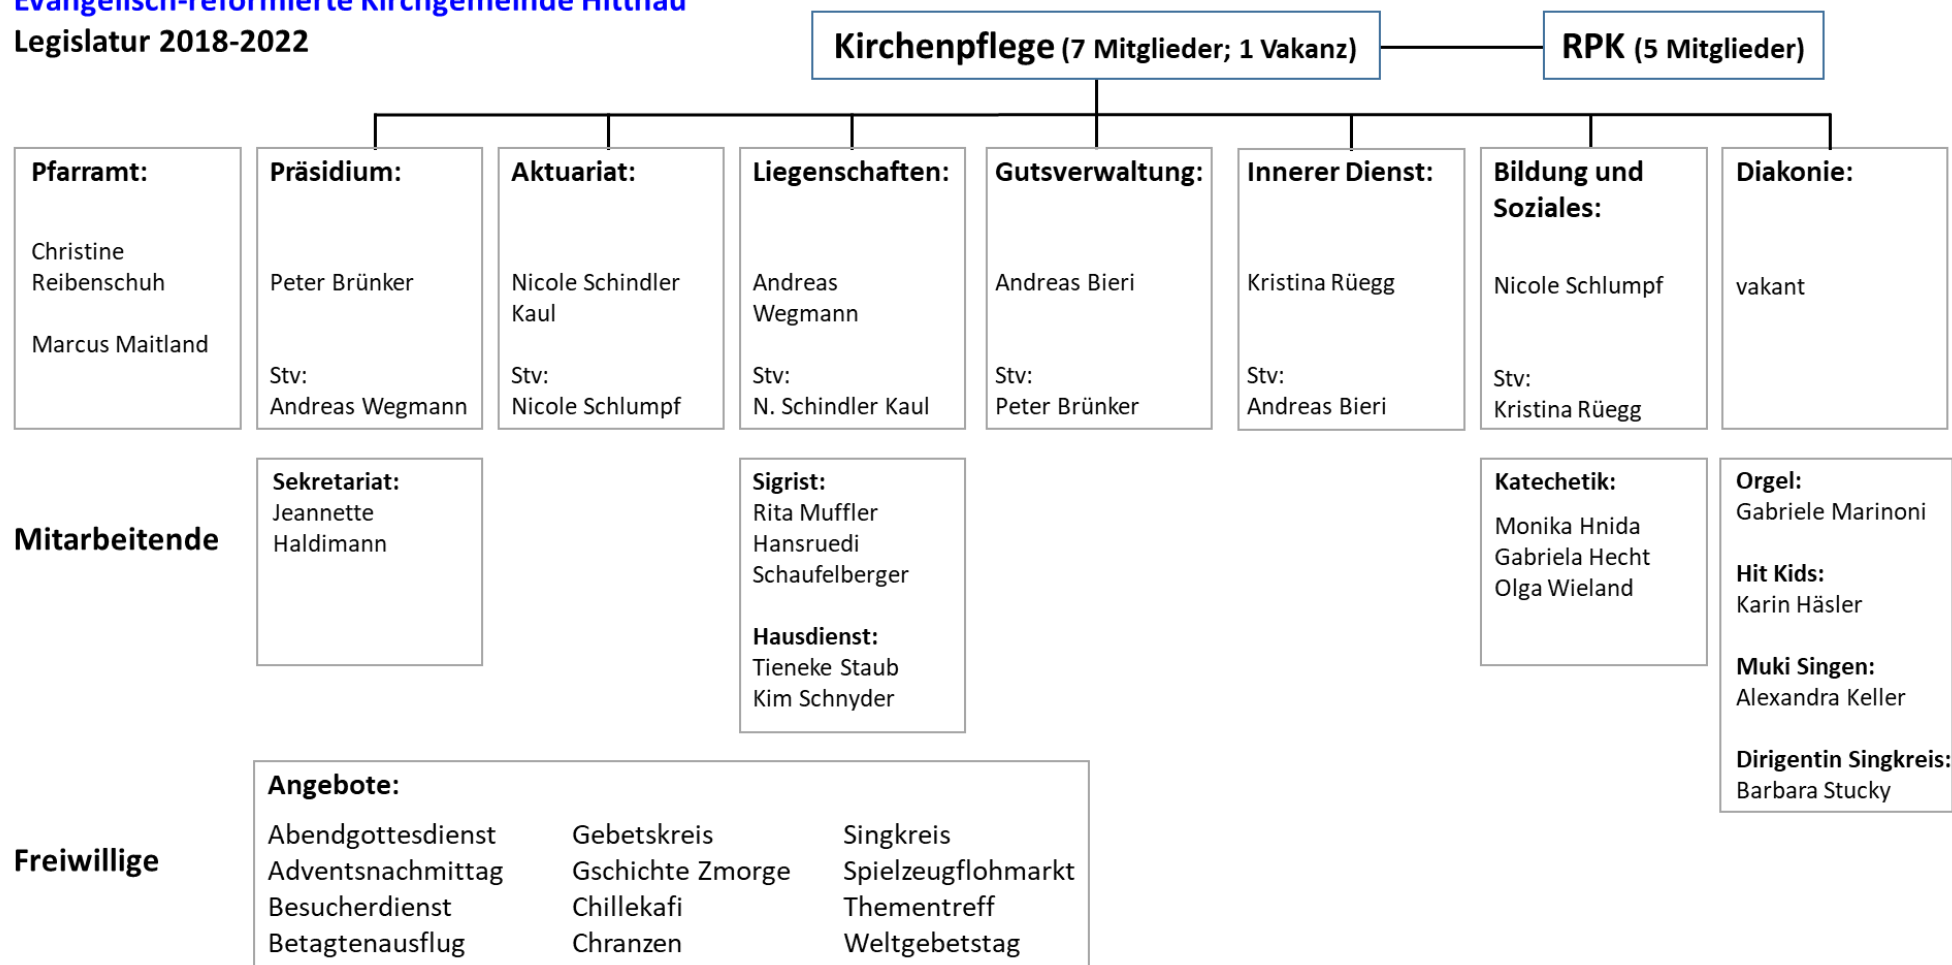 Evangelisch-reformierte Kirchgemeinde Hittnau
Legislatur 2018-2022
Kirchenpflege (7 Mitglieder; 1 Vakanz)
RPK (5 Mitglieder)
Pfarramt:
Christine
Reibenschuh
Marcus Maitland
Präsidium:
Peter Brünker
Stv:
Andreas Wegmann
Aktuariat:
Nicole Schindler
Kaul
Stv:
Nicole Schlumpf
Liegenschaften:
Andreas
Wegmann
Stv:
N. Schindler Kaul
Gutsverwaltung:
Andreas Bieri
Stv:
Peter Brünker
Innerer Dienst:
Kristina Rüegg
Stv:
Andreas Bieri
Bildung und
Soziales:
Nicole Schlumpf
Stv:
Kristina Rüegg
Diakonie:
vakant
Mitarbeitende
Sekretariat:
Jeannette
Haldimann
Sigrist:
Rita Muffler
Hansruedi
Schaufelberger
Hausdienst:
Tieneke Staub
Kim Schnyder
Katechetik:
Monika Hnida
Gabriela Hecht
Olga Wieland
Orgel:
Gabriele Marinoni
Hit Kids:
Karin Häsler
Muki Singen:
Alexandra Keller
Dirigentin Singkreis:
Barbara Stucky
Freiwillige
Angebote:
Abendgottesdienst
Adventsnachmittag
Besucherdienst
Betagtenausflug
Gebetskreis
Gschichte Zmorge
Chillekafi
Chranzen
Singkreis
Spielzeugflohmarkt
Thementreff
Weltgebetstag